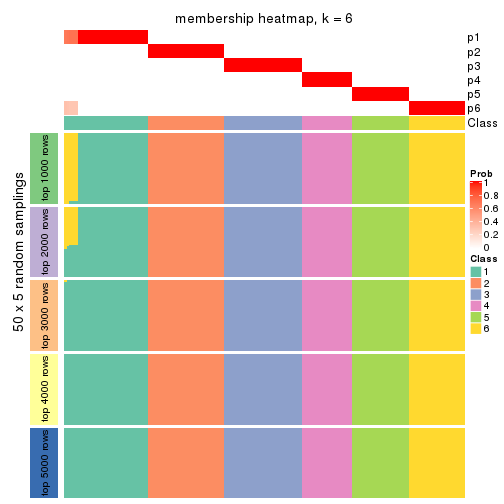 membership heatmap, k = 6
p1
p2
p3
p4
p5
p6
Class
50 x 5 random samplings
top 1000 rows
top 2000 rows
top 3000 rows
top 4000 rows
top 5000 rows
Prob
1
0.8
0.6
0.4
0.2
0
Class
1
2
3
4
5
6